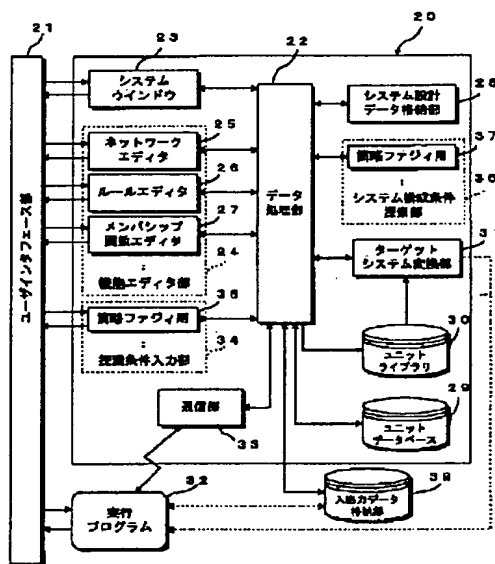 21
23
22
20
システム
ウインドウ
システム設計
データ格納部
28
25
ネットワーク
エディタ
37
戦略ファジィ用
26
ルールエディタ
:
システム構成条件
探索部
36
データ
処理部
27
メンバシップ
関数エディタ
:
機能エディタ部
24
ターゲット
システム変換部
35
戦略ファジィ用
:
探索条件入力部
34
ユーザインタフェース部
30
ユニット
ライブラリ
通信部
33
29
ユニット
データベース
32
実行
プログラム
入出力データ
格納部